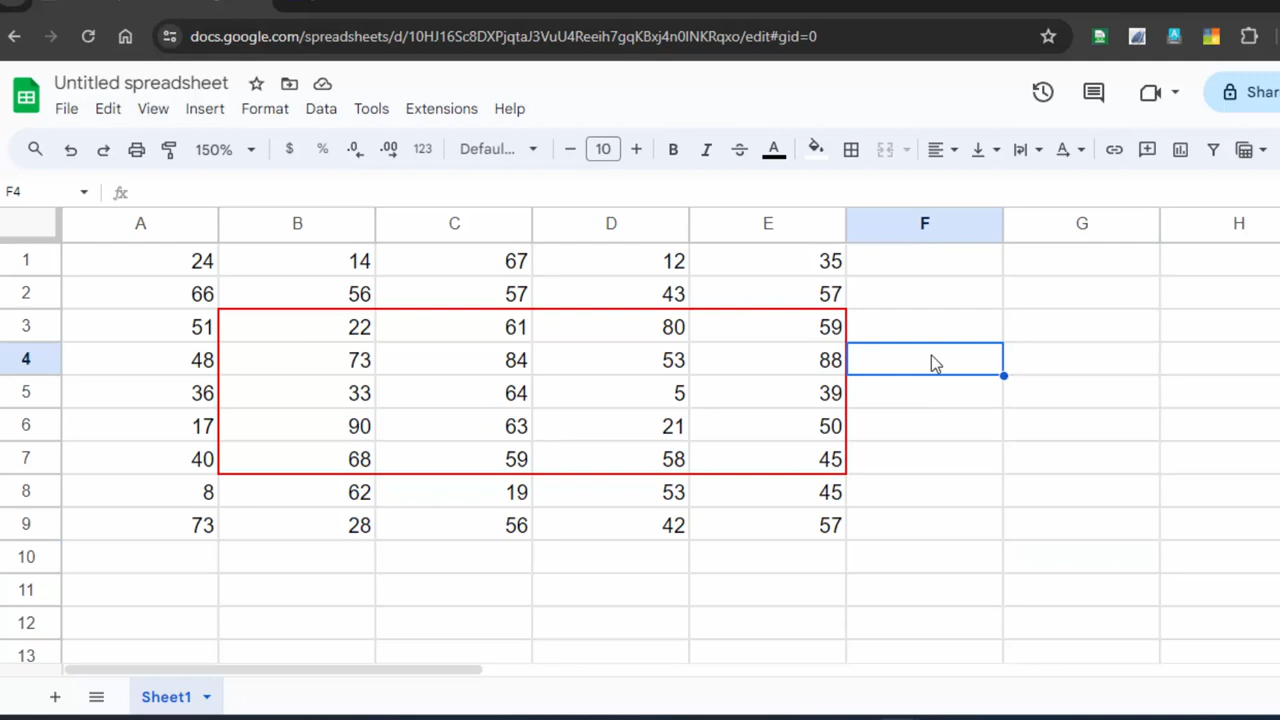 docs.google.com/spreadsheets/d/10HJ16Sc8DXPjqtaJ3VuU4Reeih7gqKBxj4n0INKRqxo/edit#gid=0
Untitled spreadsheet
File Edit View Insert Format Data Tools Extensions Help
Shar
150% $ % .0 .00 123 Defaul... − 10 + B I S A A
F4 fx
A B C D E F G H
1 24 14 67 12 35
2 66 56 57 43 57
3 51 22 61 80 59
4 48 73 84 53 88
5 36 33 64 5 39
6 17 90 63 21 50
7 40 68 59 58 45
8 8 62 19 53 45
9 73 28 56 42 57
10
11
12
13
+ Sheet1